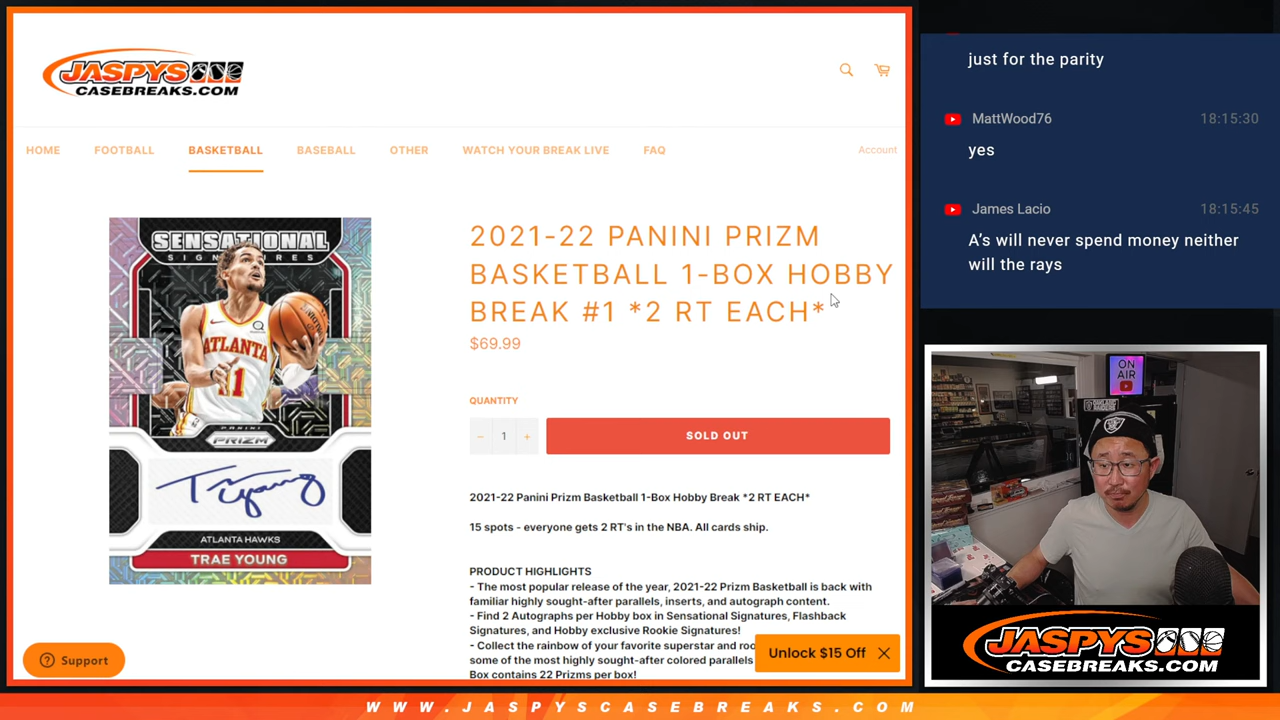 JASPYS
CASEBREAKS.COM
HOME FOOTBALL BASKETBALL BASEBALL OTHER WATCH YOUR BREAK LIVE FAQ Account
SENSATIONAL
SIGNATURES
ATLANTA
1
PANINI
PRIZM
ATLANTA HAWKS
TRAE YOUNG
2021-22 PANINI PRIZM
BASKETBALL 1-BOX HOBBY
BREAK #1 *2 RT EACH*
$69.99
QUANTITY
− 1 + SOLD OUT
2021-22 Panini Prizm Basketball 1-Box Hobby Break *2 RT EACH*
15 spots - everyone gets 2 RT's in the NBA. All cards ship.
PRODUCT HIGHLIGHTS
- The most popular release of the year, 2021-22 Prizm Basketball is back with
familiar highly sought-after parallels, inserts, and autograph content.
- Find 2 Autographs per Hobby box in Sensational Signatures, Flashback
Signatures, and Hobby exclusive Rookie Signatures!
- Collect the rainbow of your favorite superstar and roo
some of the most highly sought-after colored parallels
Box contains 22 Prizms per box!
Support
Unlock $15 Off
just for the parity
MattWood76 18:15:30
yes
James Lacio 18:15:45
A's will never spend money neither
will the rays
ON
AIR
JASPYS
CASEBREAKS.COM
WWW.JASPYSCASEBREAKS.COM